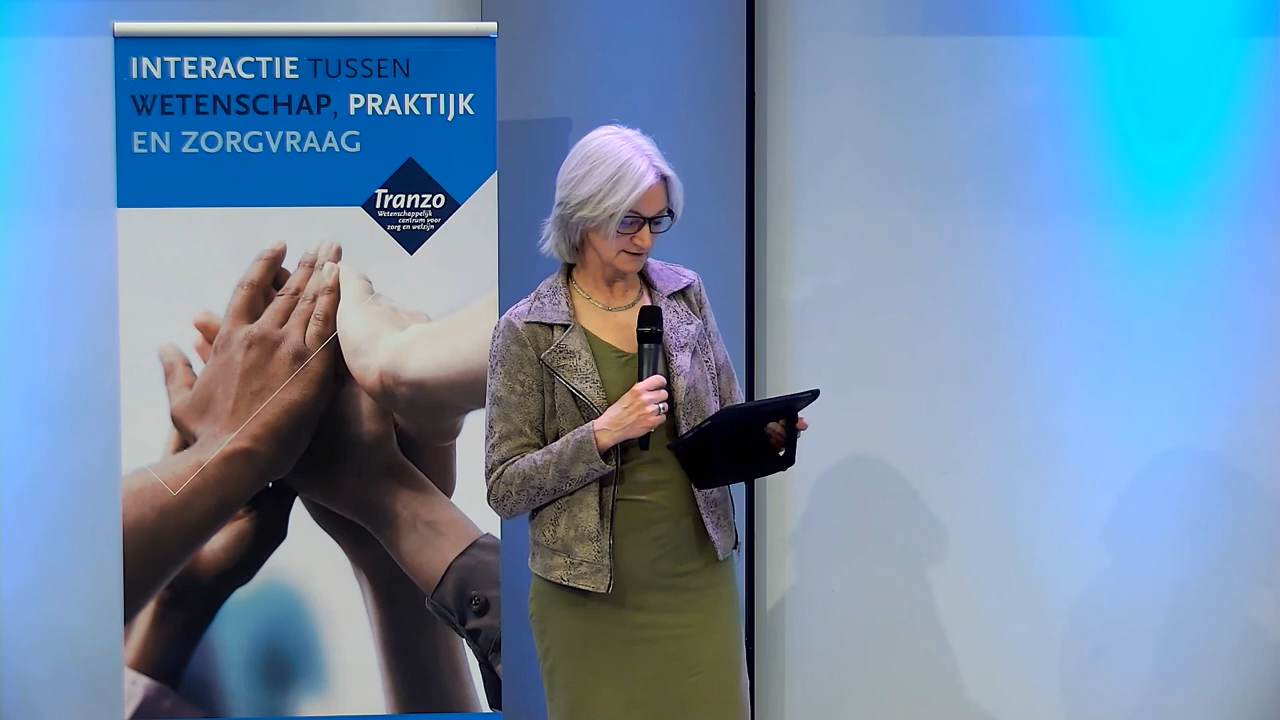 INTERACTIE TUSSEN
WETENSCHAP, PRAKTIJK
EN ZORGVRAAG
Tranzo
Wetenschappelijk
centrum voor
zorg en welzijn